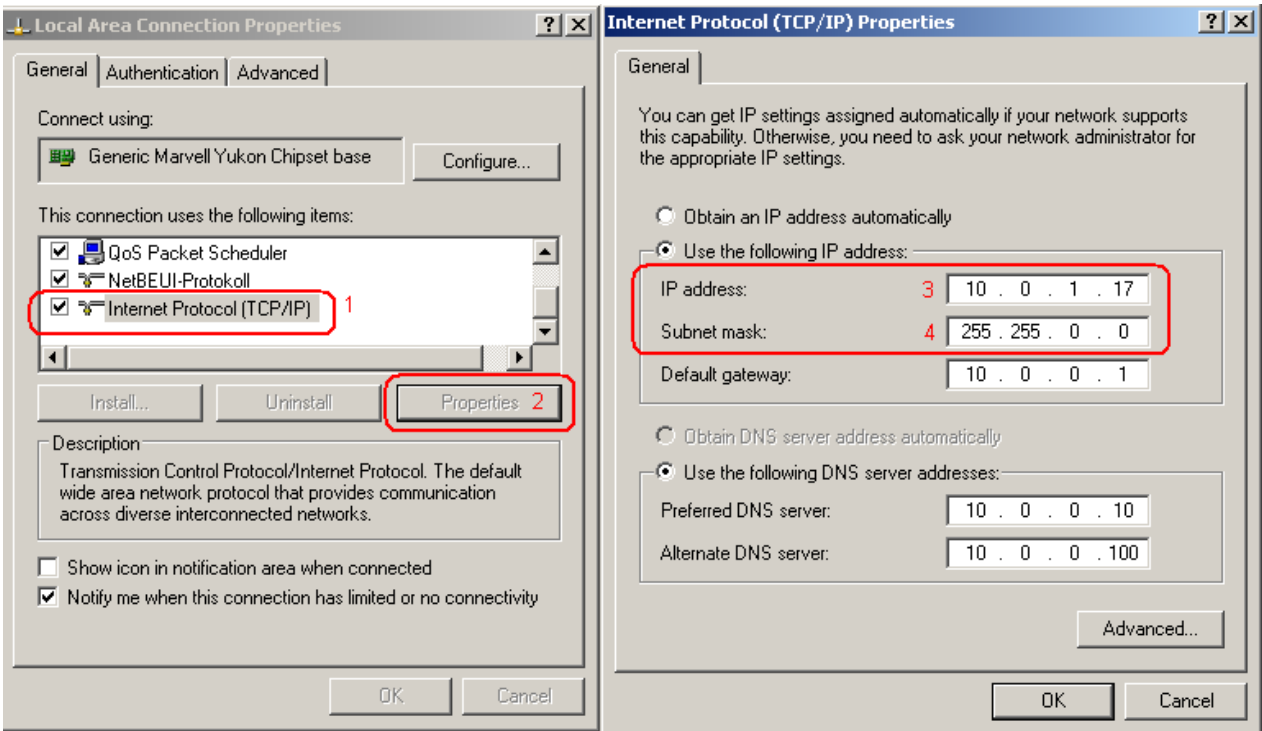 Local Area Connection Properties
General
Authentication
Advanced
Connect using:
Generic Marvell Yukon Chipset base
Configure...
This connection uses the following items:
QoS Packet Scheduler
NetBEUI-Protokoll
Internet Protocol (TCP/IP)
1
Install...
Uninstall
Properties
2
Description
Transmission Control Protocol/Internet Protocol. The default
wide area network protocol that provides communication
across diverse interconnected networks.
Show icon in notification area when connected
Notify me when this connection has limited or no connectivity
OK
Cancel
Internet Protocol (TCP/IP) Properties
General
You can get IP settings assigned automatically if your network supports
this capability. Otherwise, you need to ask your network administrator for
the appropriate IP settings.
Obtain an IP address automatically
Use the following IP address:
IP address: 3 10 . 0 . 1 . 17
Subnet mask: 4 255 . 255 . 0 . 0
Default gateway: 10 . 0 . 0 . 1
Obtain DNS server address automatically
Use the following DNS server addresses:
Preferred DNS server: 10 . 0 . 0 . 10
Alternate DNS server: 10 . 0 . 0 . 100
Advanced...
OK
Cancel